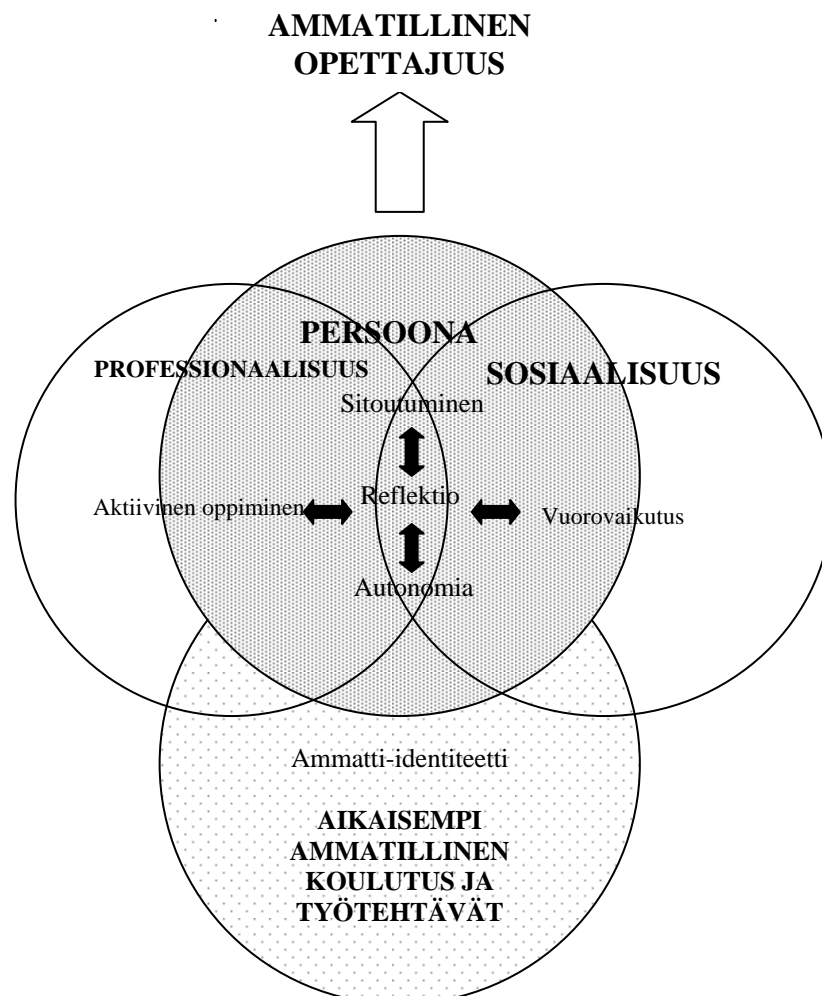 AMMATILLINEN
OPETTAJUUS
PERSOONA
PROFESSIONAALISUUS
SOSIAALISUUS
Sitoutuminen
Aktiivinen oppiminen
Reflektio
Vuorovaikutus
Autonomia
Ammatti-identiteetti
AIKAISEMPI
AMMATILLINEN
KOULUTUS JA
TYÖTEHTÄVÄT